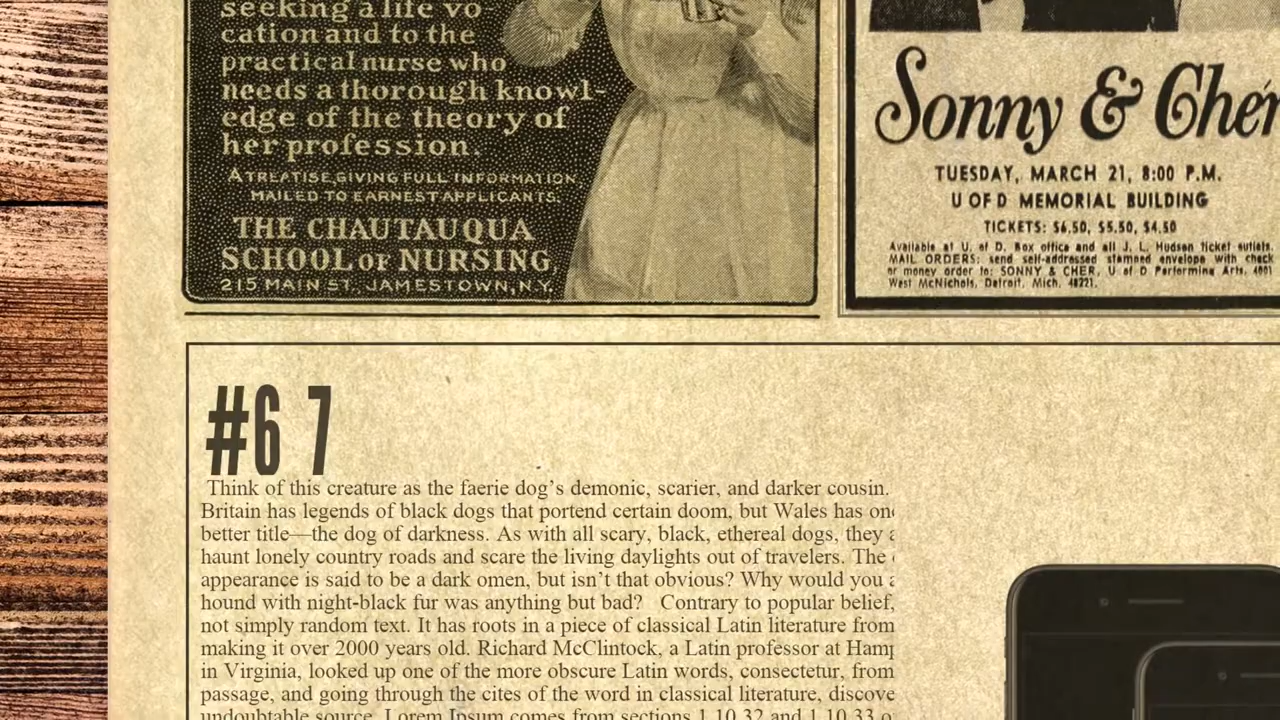 seeking a life vo-
cation and to the
practical nurse who
needs a thorough knowl-
edge of the theory of
her profession.
A TREATISE GIVING FULL INFORMATION
MAILED TO EARNEST APPLICANTS.
THE CHAUTAUQUA
SCHOOL OF NURSING
215 MAIN ST. JAMESTOWN, N.Y.
Sonny & Cher
TUESDAY, MARCH 21, 8:00 P.M.
U OF D MEMORIAL BUILDING
TICKETS: $6.50, $5.50, $4.50
Available at U. of D. Box office and all J. L. Hudson ticket outlets.
MAIL ORDERS: send self-addressed stamped envelope with check
or money order to: SONNY & CHER, U of D Performing Arts, 4001
West McNichols, Detroit, Mich. 48221.
#6 7
Think of this creature as the faerie dog’s demonic, scarier, and darker cousin.
Britain has legends of black dogs that portend certain doom, but Wales has
better title—the dog of darkness. As with all scary, black, ethereal dogs, they
haunt lonely country roads and scare the living daylights out of travelers. The
appearance is said to be a dark omen, but isn’t that obvious? Why would you
hound with night-black fur was anything but bad? Contrary to popular belief,
not simply random text. It has roots in a piece of classical Latin literature from
making it over 2000 years old. Richard McClintock, a Latin professor at
in Virginia, looked up one of the more obscure Latin words, consectetur, from
passage, and going through the cites of the word in classical literature,
undoubtable source. Lorem Ipsum comes from sections 1.10.32 and 1.10.33